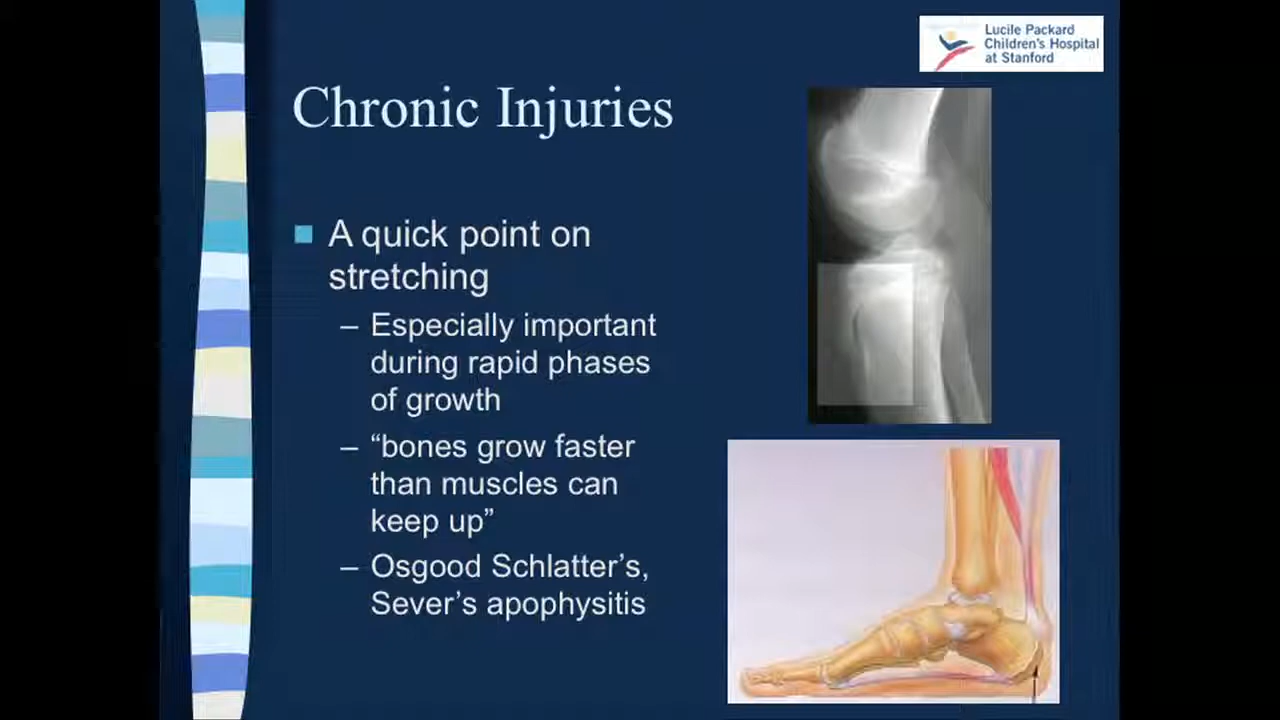 Lucile Packard
Children's Hospital
at Stanford
Chronic Injuries
A quick point on
stretching
– Especially important
during rapid phases
of growth
– “bones grow faster
than muscles can
keep up”
– Osgood Schlatter’s,
Sever’s apophysitis